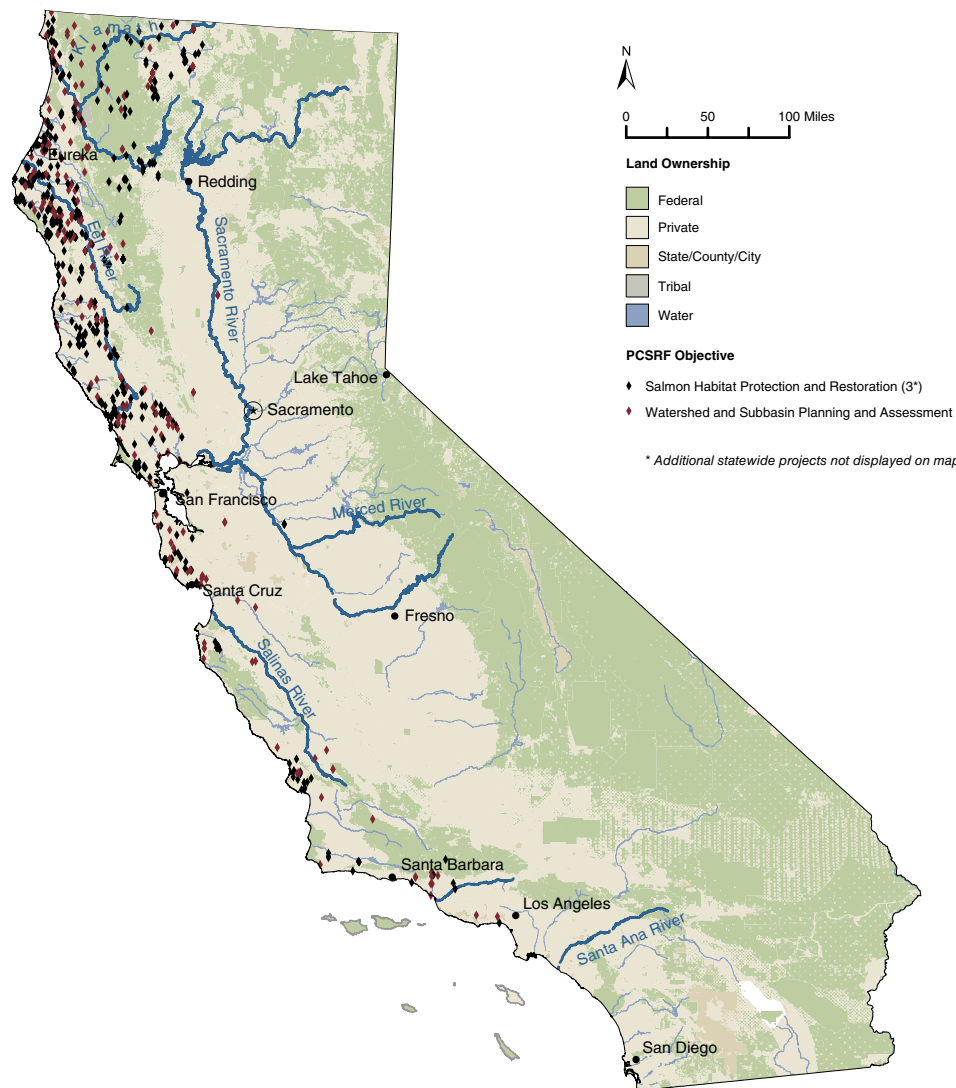 Klamath
Eureka
Redding
Eel River
Sacramento River
Lake Tahoe
Sacramento
San Francisco
Merced River
Santa Cruz
Fresno
Salinas River
Santa Barbara
Los Angeles
Santa Ana River
San Diego
N
0 50 100 Miles
Land Ownership
Federal
Private
State/County/City
Tribal
Water
PCSRF Objective
Salmon Habitat Protection and Restoration (3*)
Watershed and Subbasin Planning and Assessment
* Additional statewide projects not displayed on map